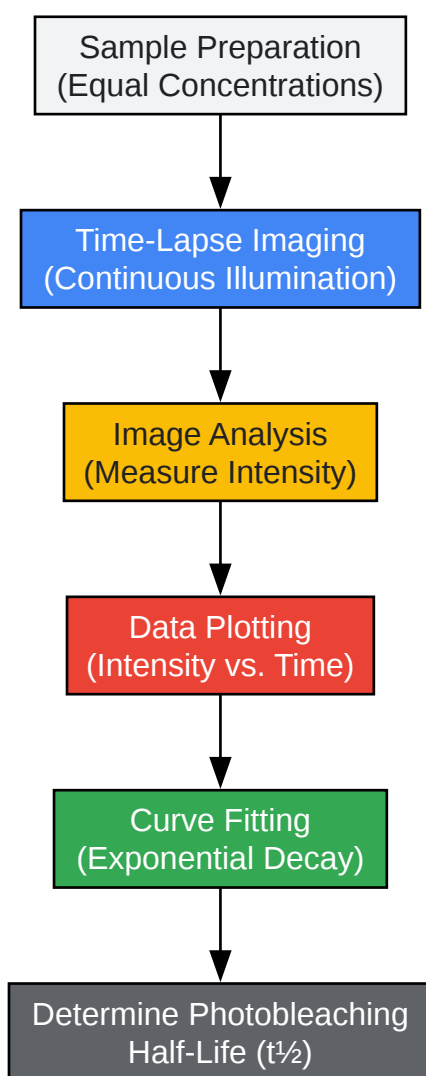 Sample Preparation
(Equal Concentrations)
Time-Lapse Imaging
(Continuous Illumination)
Image Analysis
(Measure Intensity)
Data Plotting
(Intensity vs. Time)
Curve Fitting
(Exponential Decay)
Determine Photobleaching
Half-Life (t½)